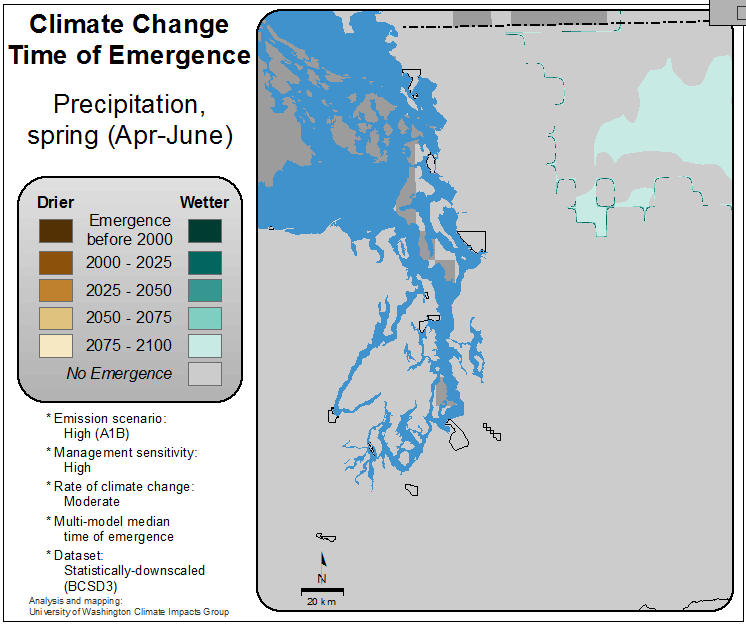 Climate Change
Time of Emergence
Precipitation,
spring (Apr-June)
Drier
Wetter
Emergence
before 2000
2000 - 2025
2025 - 2050
2050 - 2075
2075 - 2100
No Emergence
* Emission scenario:
High (A1B)
* Management sensitivity:
High
* Rate of climate change:
Moderate
* Multi-model median
time of emergence
* Dataset:
Statistically-downscaled
(BCSD3)
Analysis and mapping:
University of Washington Climate Impacts Group
N
20 km